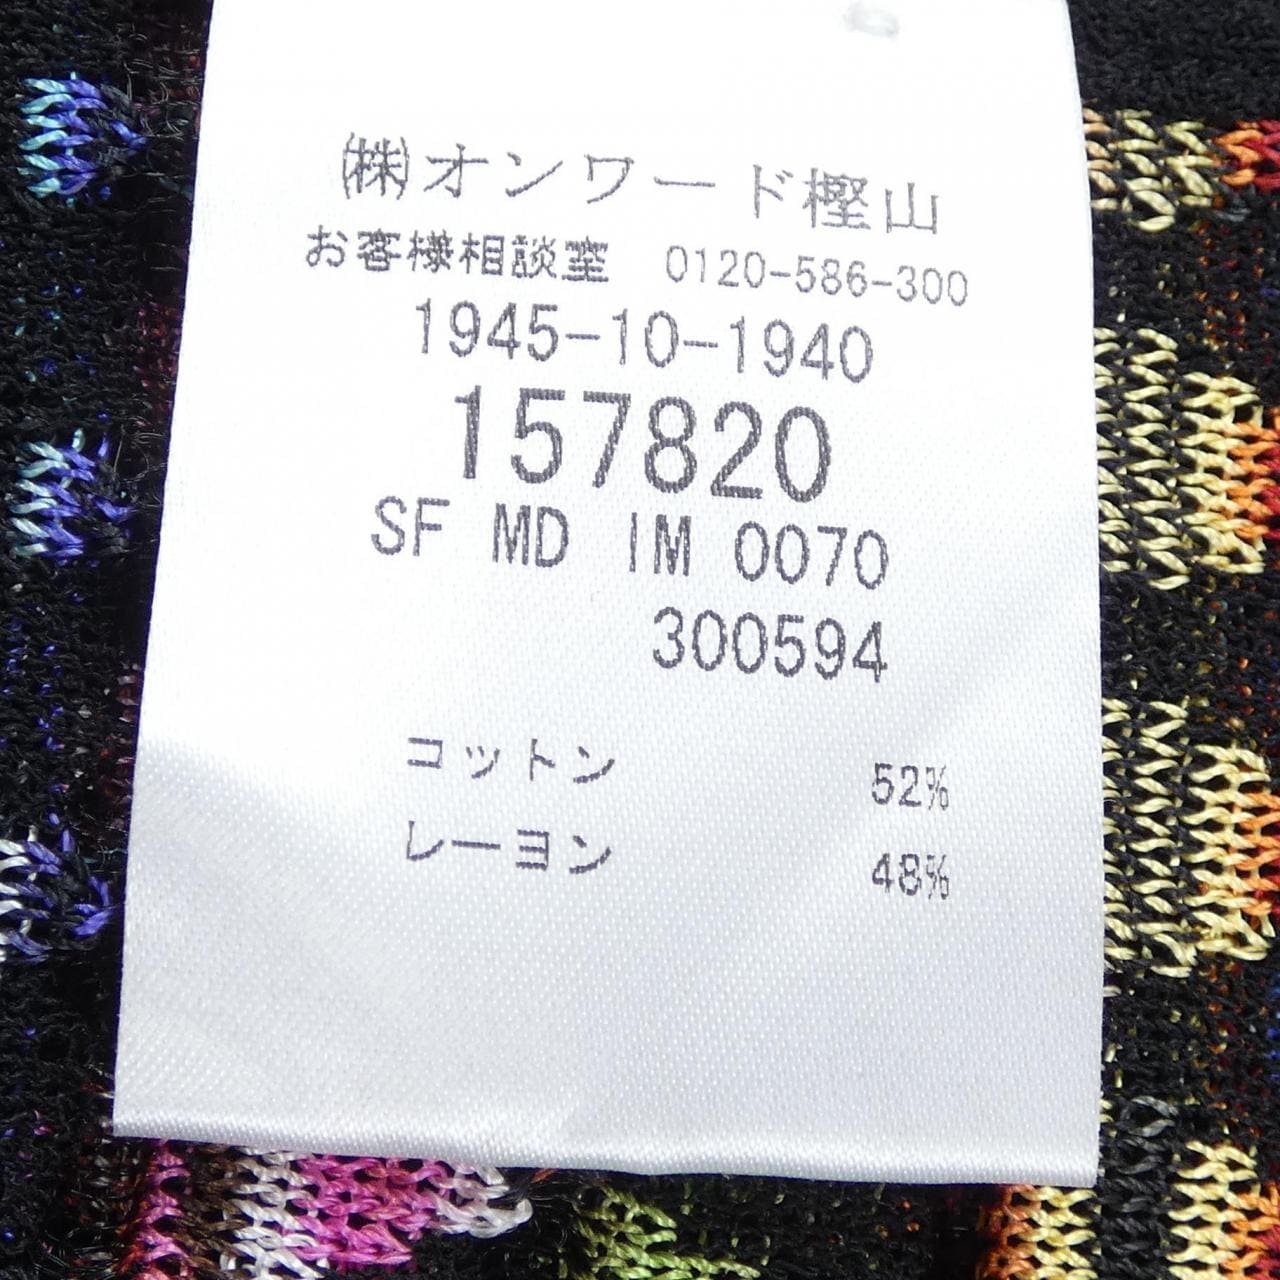 ㈱オンワード樫山
お客様相談室 0120-586-300
1945-10-1940
157820
SF MD IM 0070
300594
コットン 52%
レーヨン 48%